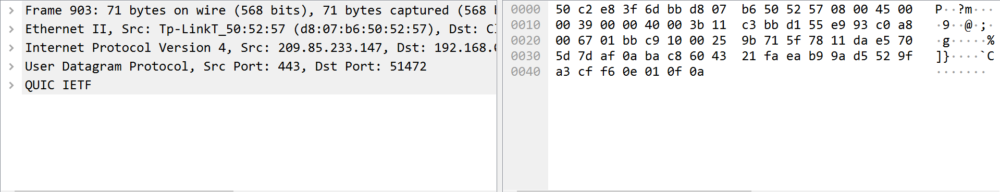 Frame 903: 71 bytes on wire (568 bits), 71 bytes captured (568 b
Ethernet II, Src: Tp-LinkT_50:52:57 (d8:07:b6:50:52:57), Dst: Cl
Internet Protocol Version 4, Src: 209.85.233.147, Dst: 192.168.0
User Datagram Protocol, Src Port: 443, Dst Port: 51472
QUIC IETF
0000 50 c2 e8 3f 6d bb d8 07 b6 50 52 57 08 00 45 00 P··?m···
0010 00 39 00 00 40 00 3b 11 c3 bb d1 55 e9 93 c0 a8 ·9··@·;·
0020 00 67 01 bb c9 10 00 25 9b 71 5f 78 11 da e5 70 ·g·····%
0030 5d 7d af 0a ba c8 60 43 21 fa ea b9 9a d5 52 9f ]}····`C
0040 a3 cf f6 0e 01 0f 0a ·······